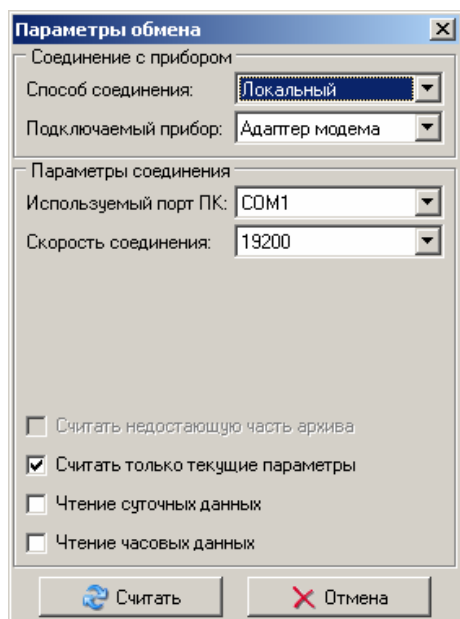 Параметры обмена
Соединение с прибором
Способ соединения: Локальный
Подключаемый прибор: Адаптер модема
Параметры соединения
Используемый порт ПК: COM1
Скорость соединения: 19200
Считать недостающую часть архива
Считать только текущие параметры
Чтение суточных данных
Чтение часовых данных
Считать Отмена